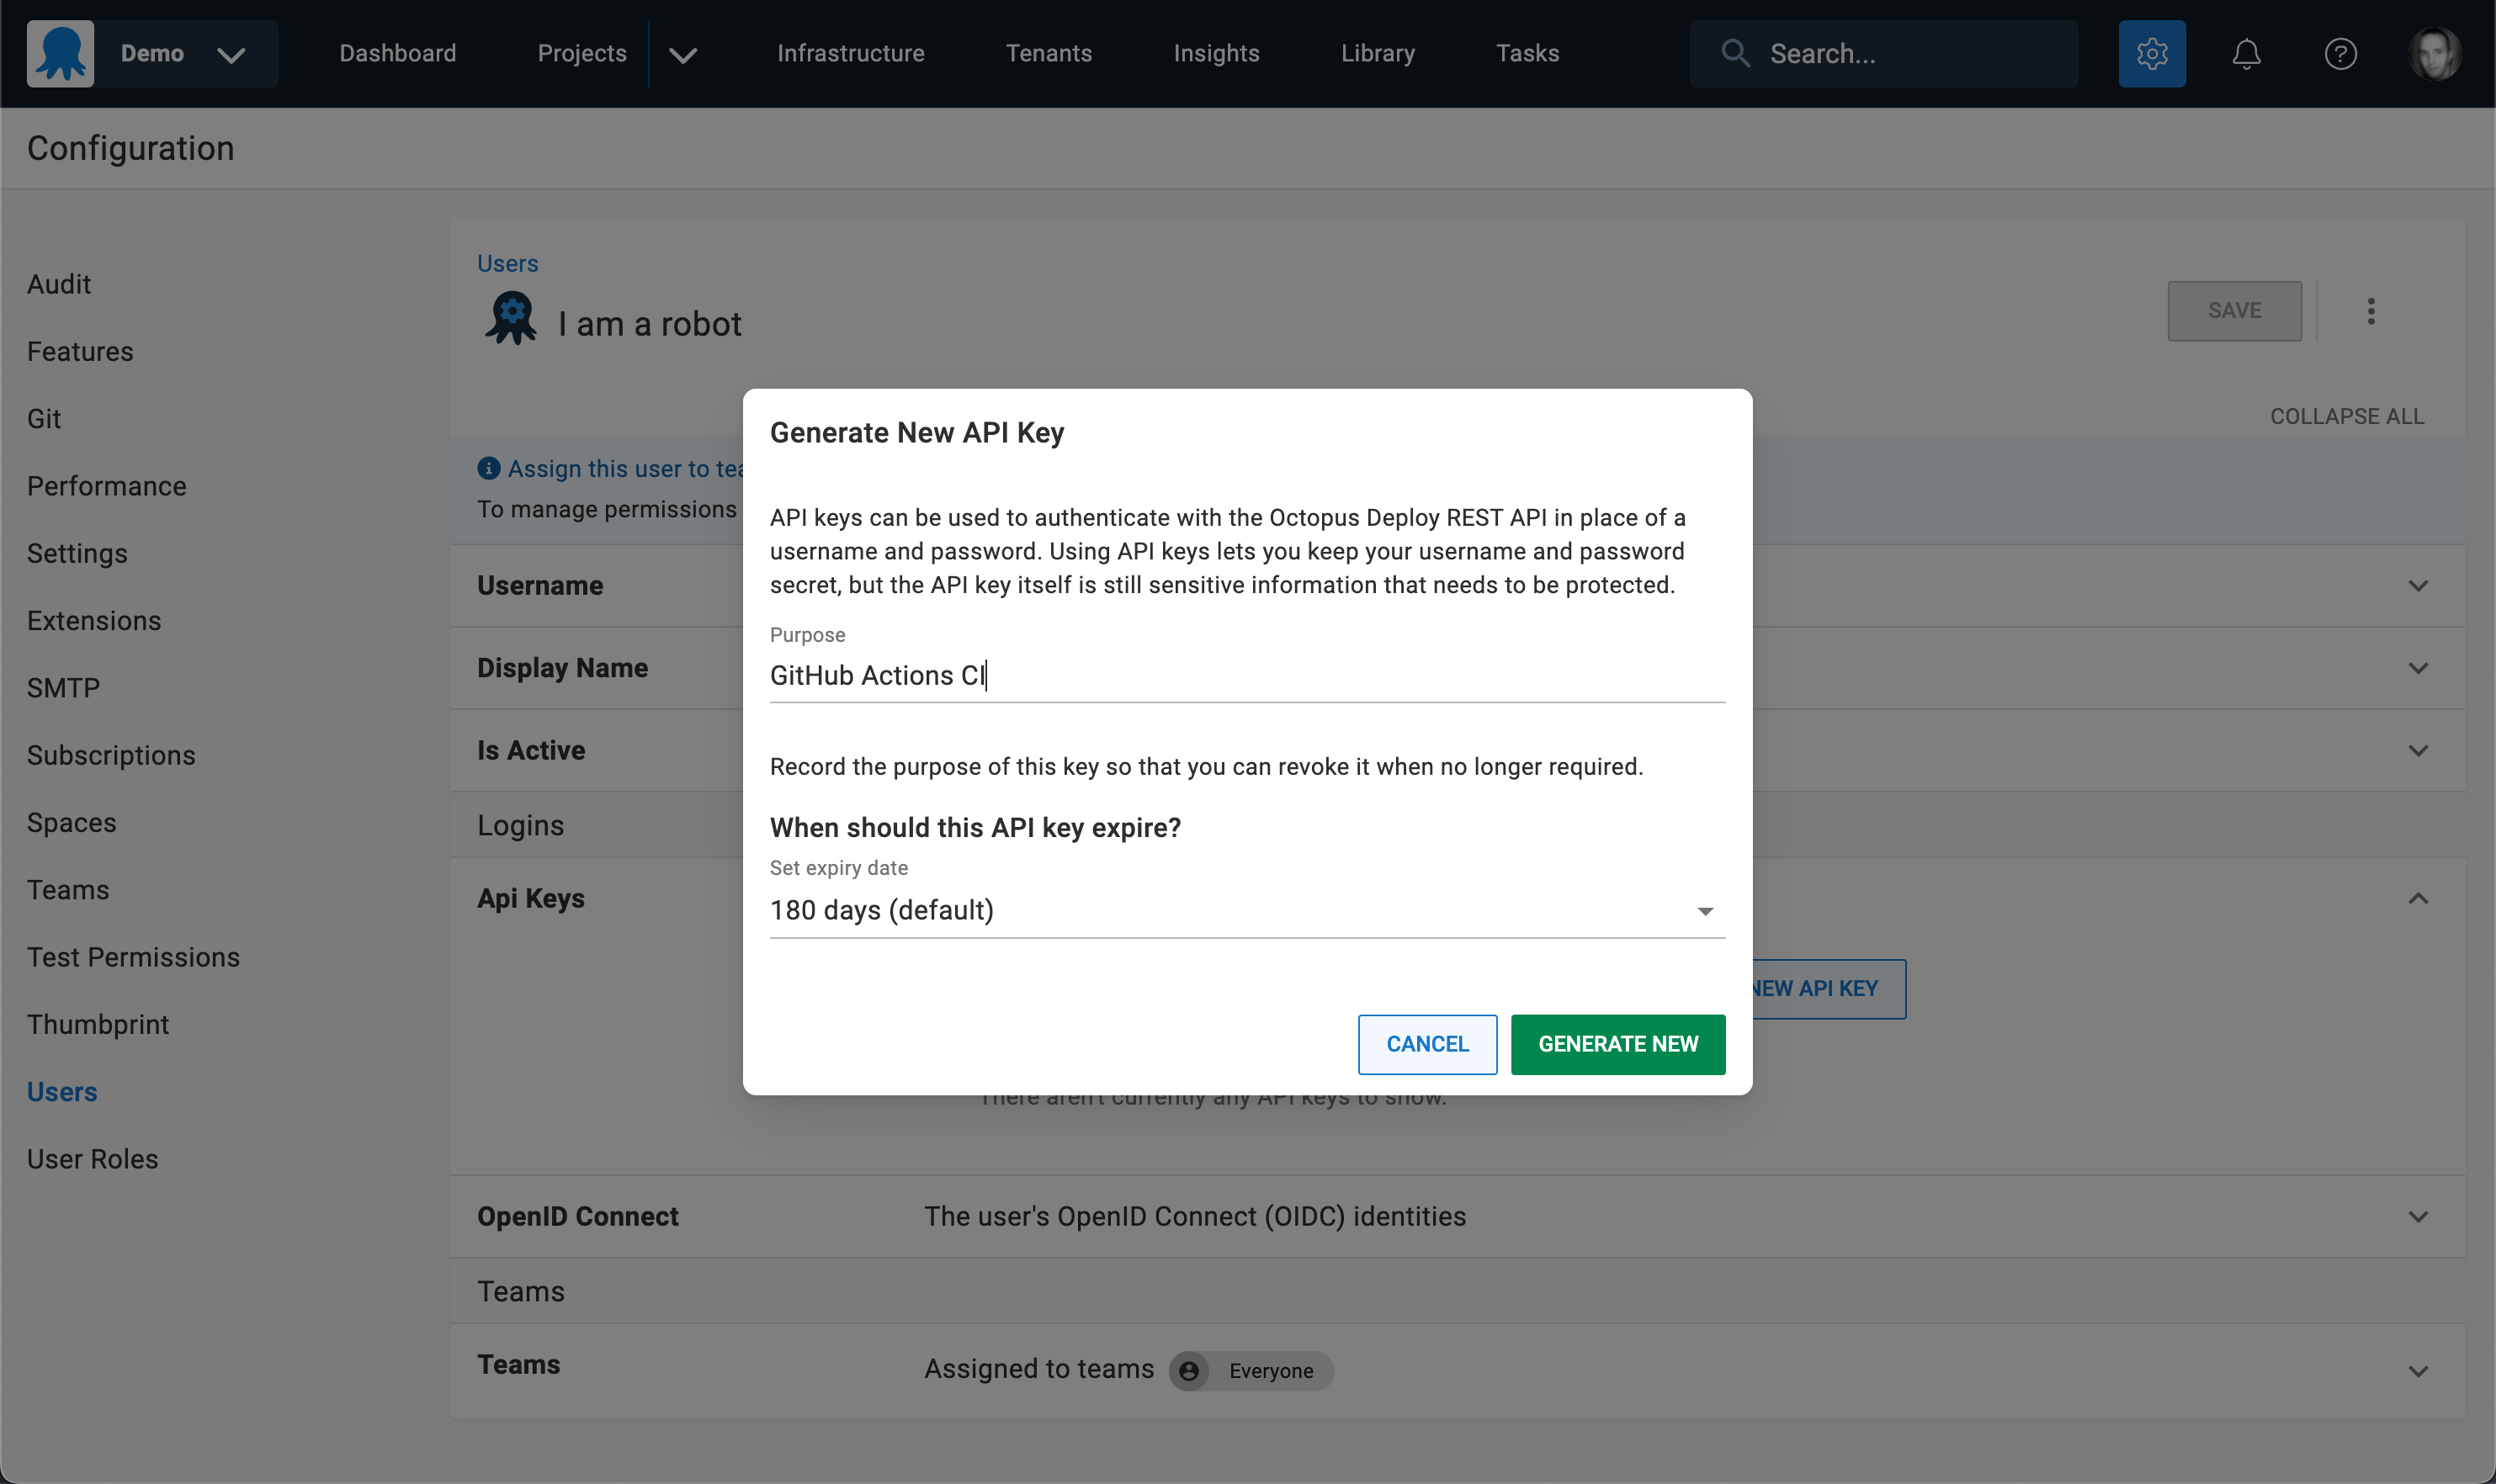 Demo
Dashboard
Projects
Infrastructure
Tenants
Insights
Library
Tasks
Search...
Configuration
Audit
Features
Git
Performance
Settings
Extensions
SMTP
Subscriptions
Spaces
Teams
Test Permissions
Thumbprint
Users
User Roles
Users
I am a robot
SAVE
COLLAPSE ALL
Assign this user to
To manage permissions
Username
Display Name
Is Active
Logins
Api Keys
NEW API KEY
There aren't currently any API keys to show.
OpenID Connect
The user's OpenID Connect (OIDC) identities
Teams
Teams
Assigned to teams
Everyone
Generate New API Key
API keys can be used to authenticate with the Octopus Deploy REST API in place of a
username and password. Using API keys lets you keep your username and password
secret, but the API key itself is still sensitive information that needs to be protected.
Purpose
GitHub Actions CI
Record the purpose of this key so that you can revoke it when no longer required.
When should this API key expire?
Set expiry date
180 days (default)
CANCEL
GENERATE NEW